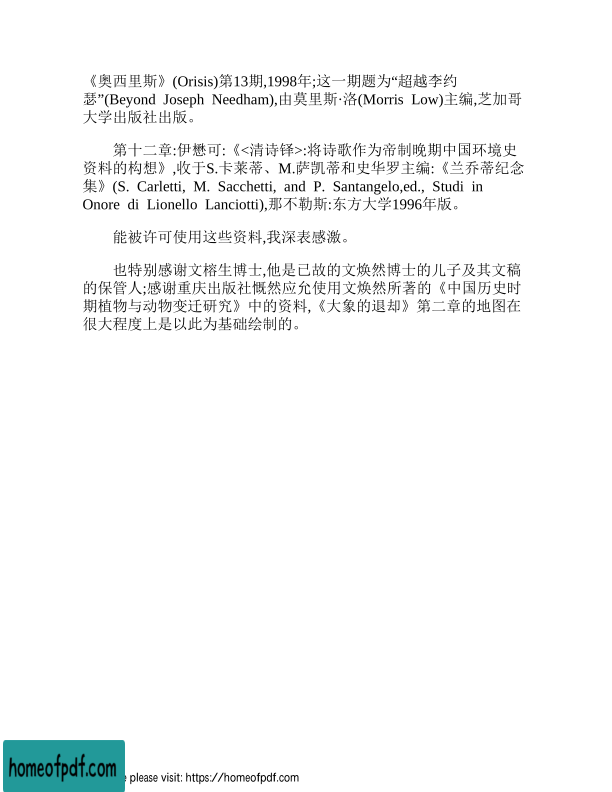 《奥西里斯》(Orisis)第13期,1998年;这一期题为“超越李约
瑟”(Beyond Joseph Needham),由莫里斯·洛(Morris Low)主编,芝加哥
大学出版社出版。
第十二章:伊懋可:《<清诗铎>:将诗歌作为帝制晚期中国环境史
资料的构想》,收于S.卡莱蒂、M.萨凯蒂和史华罗主编:《兰乔蒂纪念
集》(S. Carletti, M. Sacchetti, and P. Santangelo,ed., Studi in
Onore di Lionello Lanciotti),那不勒斯:东方大学1996年版。
能被许可使用这些资料,我深表感激。
也特别感谢文榕生博士,他是已故的文焕然博士的儿子及其文稿
的保管人;感谢重庆出版社慨然应允使用文焕然所著的《中国历史时
期植物与动物变迁研究》中的资料,《大象的退却》第二章的地图在
很大程度上是以此为基础绘制的。
homeofpdf.com
please visit: https://homeofpdf.com